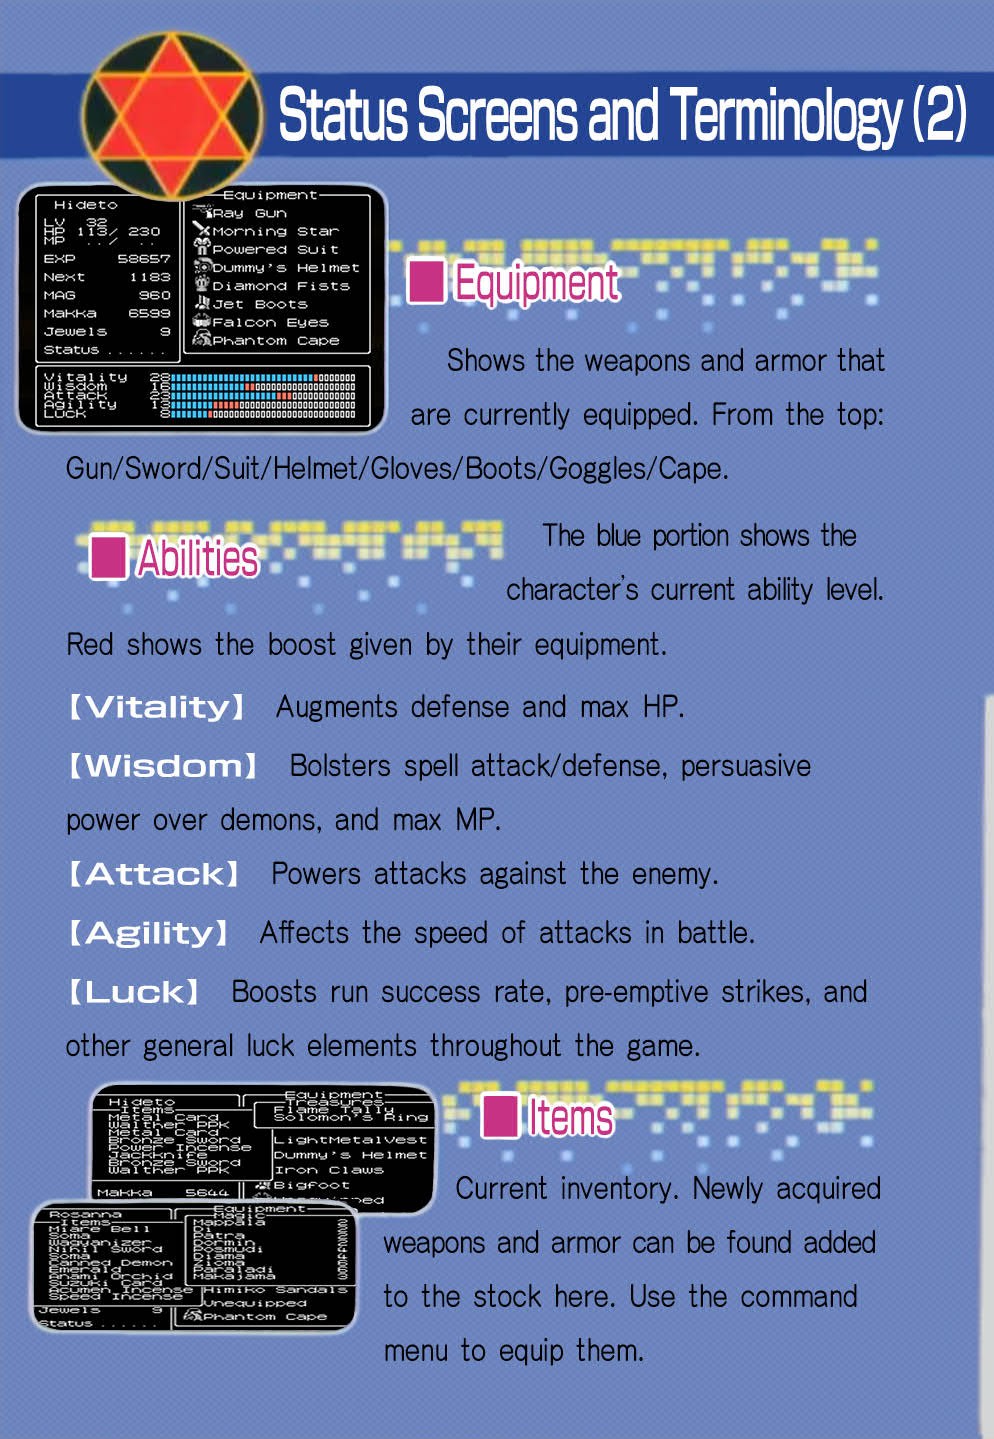 Status Screens and Terminology (2)
Hideto
LV 32
HP 113/ 230
MP ../ ..
EXP 58657
Next 1183
MAG 960
Makka 6599
Jewels 9
Status ......
Equipment
Ray Gun
Morning Star
Powered Suit
Dummy's Helmet
Diamond Fists
Jet Boots
Falcon Eyes
Phantom Cape
Vitality 28
Wisdom 16
Attack 23
Agility 13
Luck 8
Equipment
Shows the weapons and armor that
are currently equipped. From the top:
Gun/Sword/Suit/Helmet/Gloves/Boots/Goggles/Cape.
Abilities
The blue portion shows the
character's current ability level.
Red shows the boost given by their equipment.
【Vitality】 Augments defense and max HP.
【Wisdom】 Bolsters spell attack/defense, persuasive
power over demons, and max MP.
【Attack】 Powers attacks against the enemy.
【Agility】 Affects the speed of attacks in battle.
【Luck】 Boosts run success rate, pre-emptive strikes, and
other general luck elements throughout the game.
Hideto
Items
Metal Card
Walther PPK
Metal Card
Bronze Sword
Power Incense
Jackknife
Bronze Sword
Walther PPK
Makka 5644
Equipment
Treasures
Flame Tally
Solomon's Ring
LightMetalVest
Dummy's Helmet
Iron Claws
Bigfoot
Unequipped
Rosanna
Items
Miare Bell
Soma
Wagyanizer
Nihil Sword
Soma
Canned Demon
Emerald
Anami Orchid
Suzuki Card
Acumen Incense
Speed Incense
Jewels 9
Status ......
Equipment
Magic
Mappala 2
Di
Patra
Dormin
Posmudi
Diama 4
Zioma
Paraladi
Makajama 3
Himiko Sandals
Unequipped
Phantom Cape
Items
Current inventory. Newly acquired
weapons and armor can be found added
to the stock here. Use the command
menu to equip them.